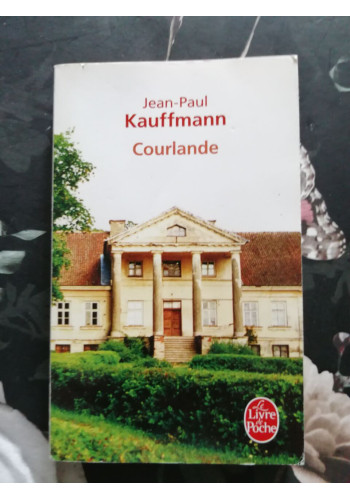 Jean-Paul
Kauffmann
Courlande
Le
Livre
de
Poche